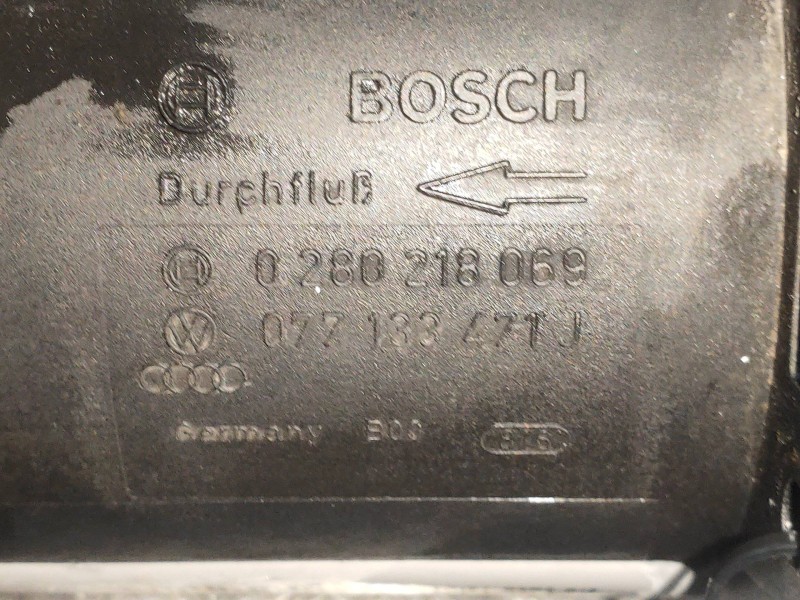 BOSCH
Durchfluß
0 280 218 069
077 133 471 J
Germany